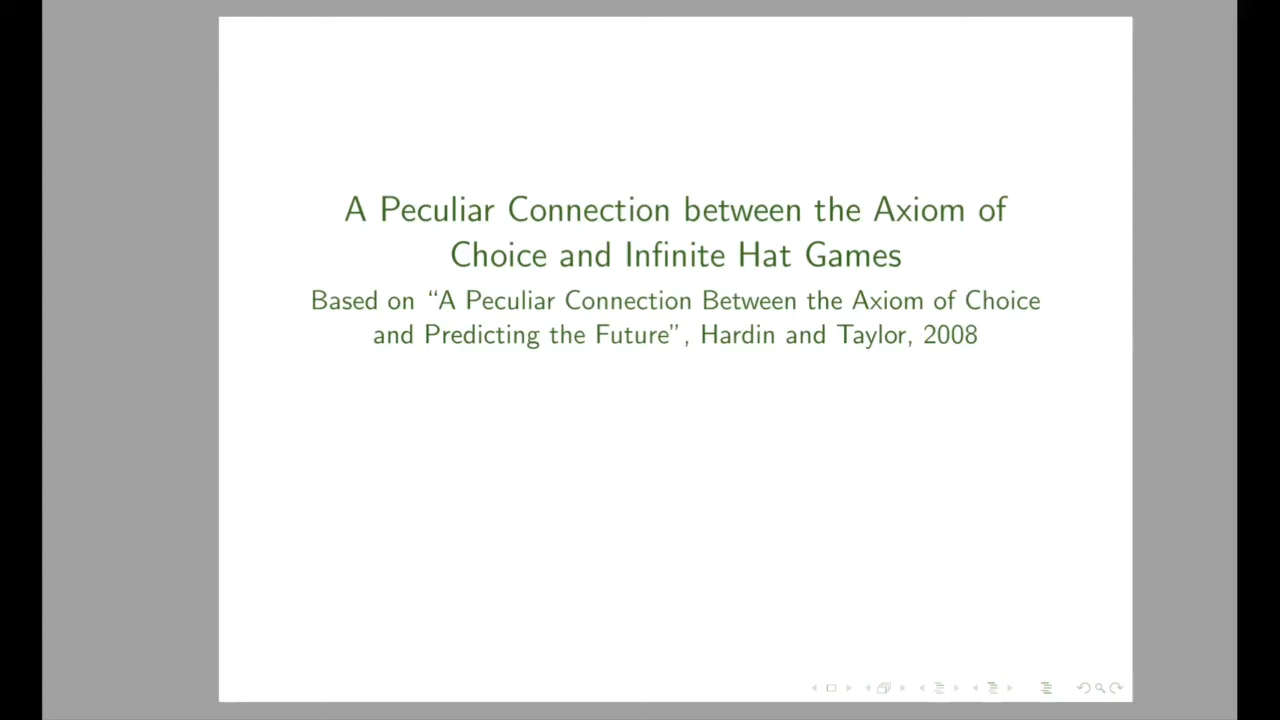 A Peculiar Connection between the Axiom of
Choice and Infinite Hat Games
Based on “A Peculiar Connection Between the Axiom of Choice
and Predicting the Future”, Hardin and Taylor, 2008